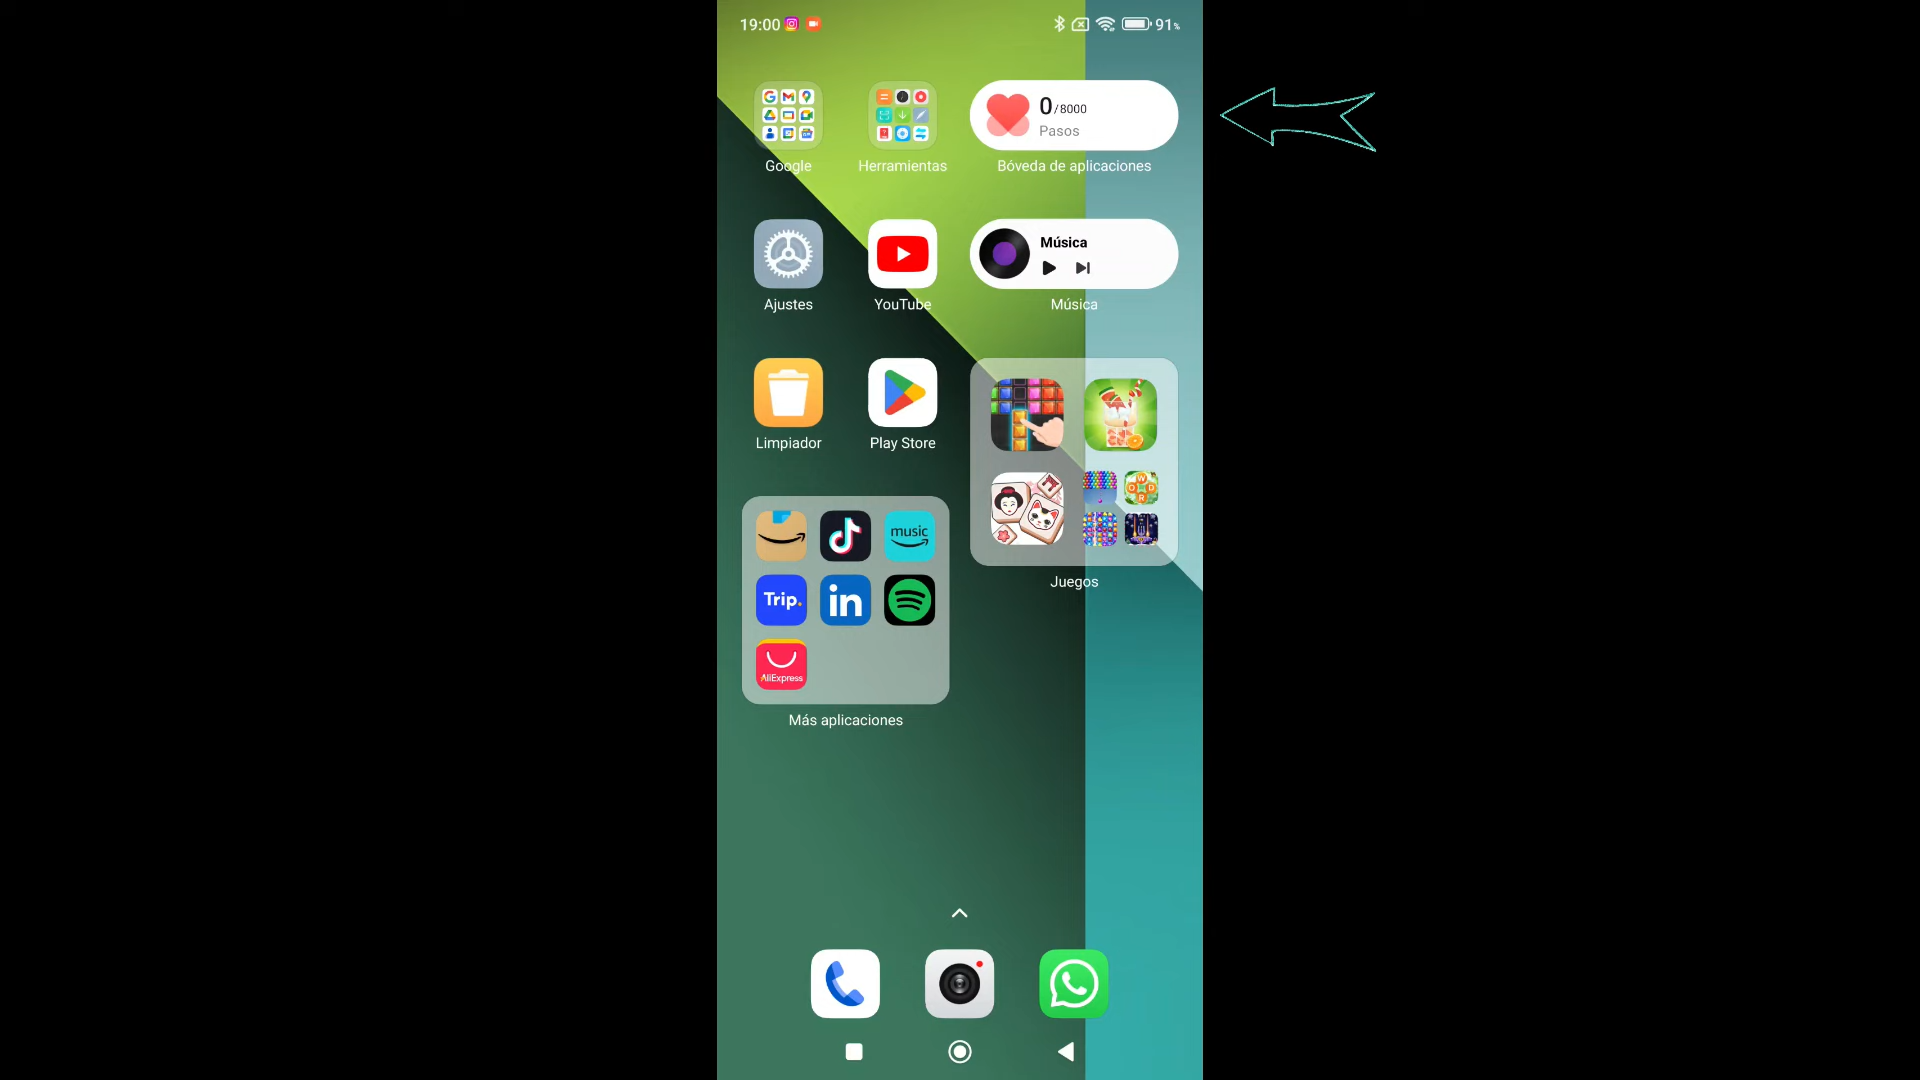 19:00
91%
0/8000
Pasos
Google
Herramientas
Bóveda de aplicaciones
Música
Ajustes
YouTube
Música
Limpiador
Play Store
music
W
O R D
R
Trip.
in
Juegos
AliExpress
Más aplicaciones